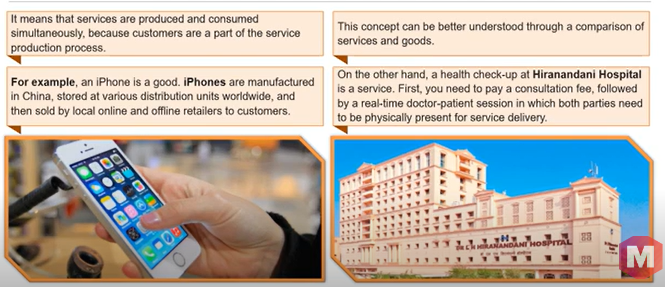 It means that services are produced and consumed
simultaneously, because customers are a part of the service
production process.
This concept can be better understood through a comparison of
services and goods.
For example, an iPhone is a good. iPhones are manufactured
in China, stored at various distribution units worldwide, and
then sold by local online and offline retailers to customers.
On the other hand, a health check-up at Hiranandani Hospital
is a service. First, you need to pay a consultation fee, followed
by a real-time doctor-patient session in which both parties need
to be physically present for service delivery.
HIRANANDANI HOSPITAL
M